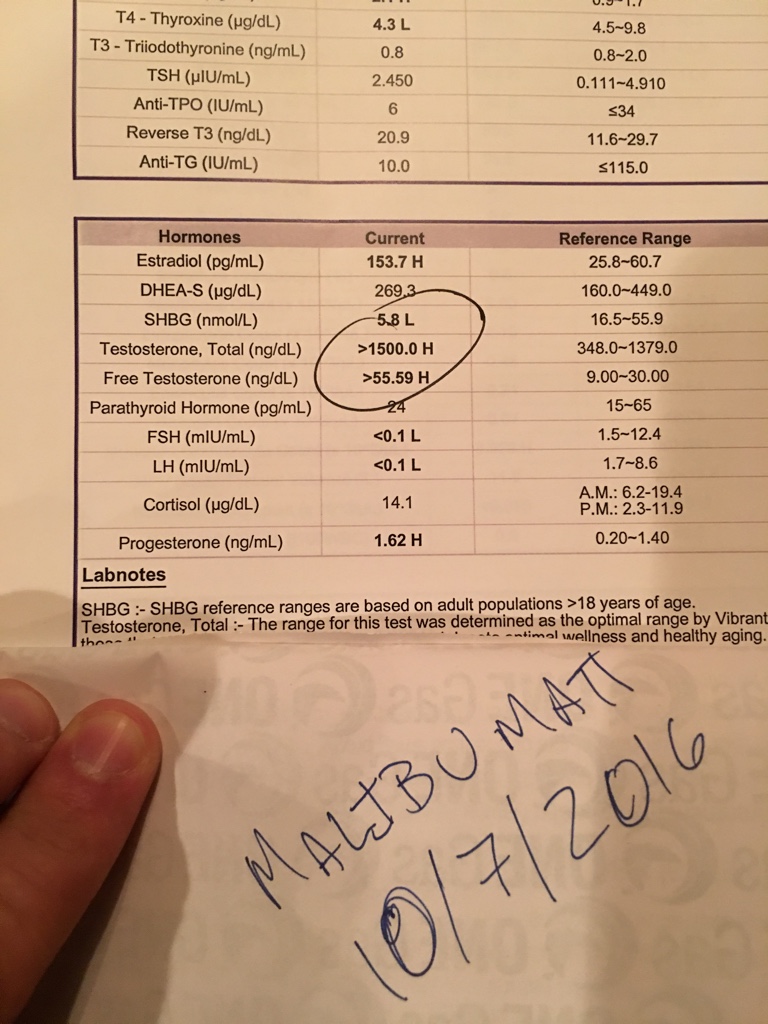 T4 - Thyroxine (µg/dL) 4.3 L 4.5~9.8
T3 - Triiodothyronine (ng/mL) 0.8 0.8~2.0
TSH (µIU/mL) 2.450 0.111~4.910
Anti-TPO (IU/mL) 6 ≤34
Reverse T3 (ng/dL) 20.9 11.6~29.7
Anti-TG (IU/mL) 10.0 ≤115.0
Hormones Current Reference Range
Estradiol (pg/mL) 153.7 H 25.8~60.7
DHEA-S (µg/dL) 269.3 160.0~449.0
SHBG (nmol/L) 5.8 L 16.5~55.9
Testosterone, Total (ng/dL) >1500.0 H 348.0~1379.0
Free Testosterone (ng/dL) >55.59 H 9.00~30.00
Parathyroid Hormone (pg/mL) 24 15~65
FSH (mIU/mL) <0.1 L 1.5~12.4
LH (mIU/mL) <0.1 L 1.7~8.6
Cortisol (µg/dL) 14.1 A.M.: 6.2-19.4
P.M.: 2.3-11.9
Progesterone (ng/mL) 1.62 H 0.20~1.40
Labnotes
SHBG :- SHBG reference ranges are based on adult populations >18 years of age.
Testosterone, Total :- The range for this test was determined as the optimal range by Vibrant
optimal wellness and healthy aging.
MALIBU MATT
10/7/2016